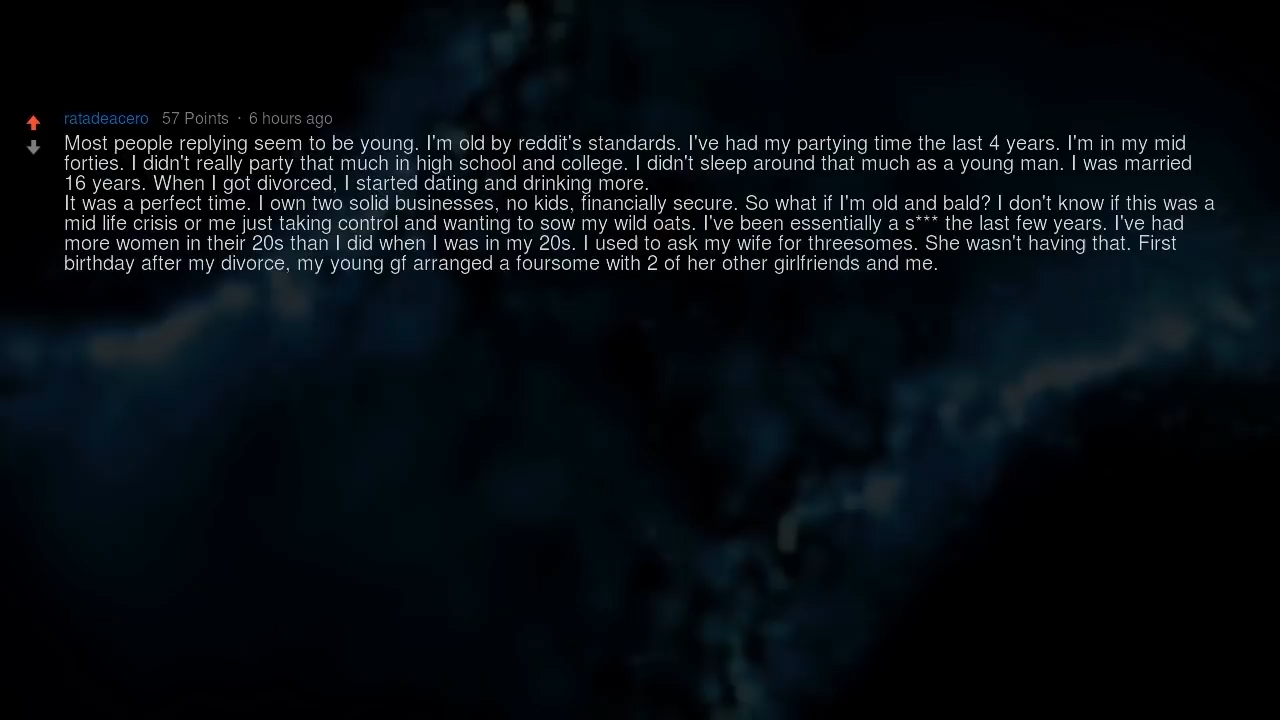 ratadeacero 57 Points · 6 hours ago
Most people replying seem to be young. I'm old by reddit's standards. I've had my partying time the last 4 years. I'm in my mid
forties. I didn't really party that much in high school and college. I didn't sleep around that much as a young man. I was married
16 years. When I got divorced, I started dating and drinking more.
It was a perfect time. I own two solid businesses, no kids, financially secure. So what if I'm old and bald? I don't know if this was a
mid life crisis or me just taking control and wanting to sow my wild oats. I've been essentially a s*** the last few years. I've had
more women in their 20s than I did when I was in my 20s. I used to ask my wife for threesomes. She wasn't having that. First
birthday after my divorce, my young gf arranged a foursome with 2 of her other girlfriends and me.